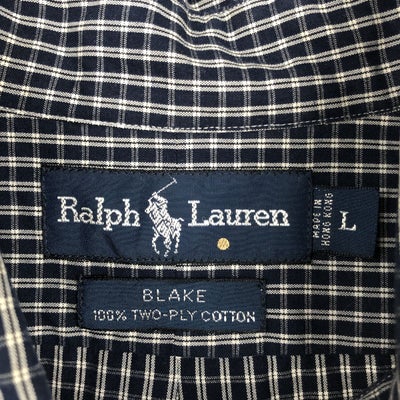 Ralph Lauren
MADE IN
HONG KONG
L
BLAKE
100% TWO-PLY COTTON